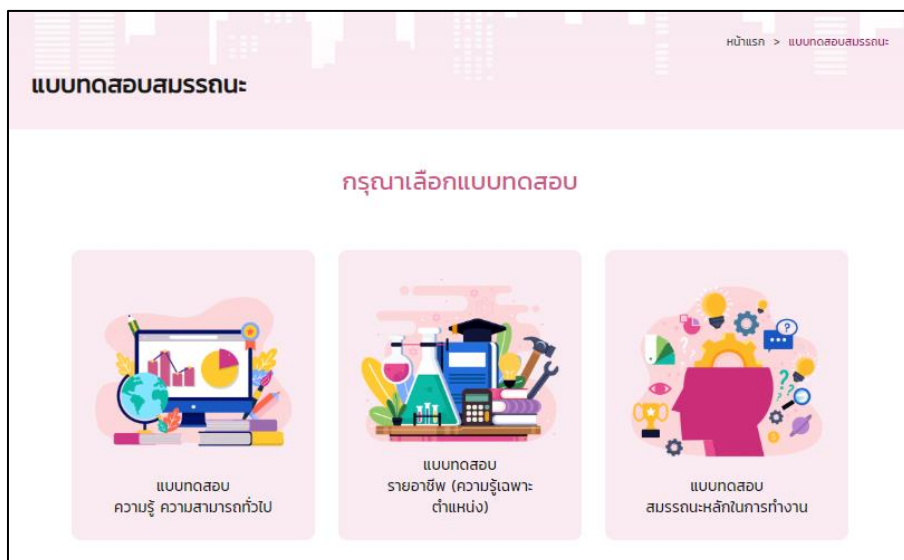 หน้าแรก > แบบทดสอบสมรรถนะ
แบบทดสอบสมรรถนะ
กรุณาเลือกแบบทดสอบ
แบบทดสอบ
ความรู้ ความสามารถทั่วไป
แบบทดสอบ
รายอาชีพ (ความรู้เฉพาะ
ตำแหน่ง)
แบบทดสอบ
สมรรถนะหลักในการทำงาน